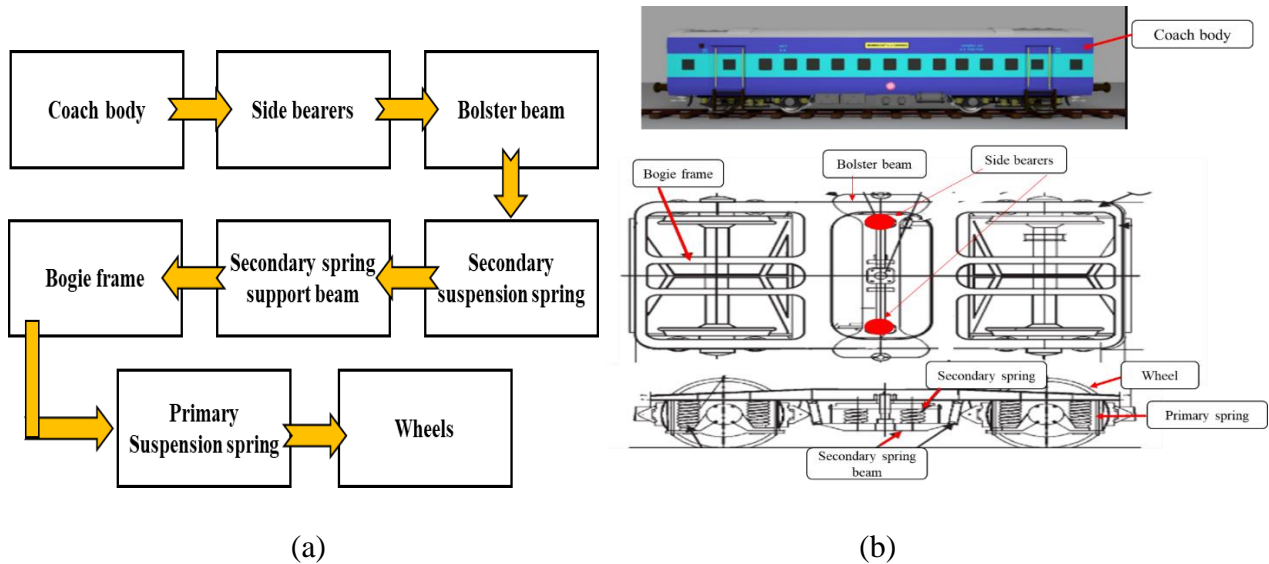 Coach body
Side bearers
Bolster beam
Bogie frame
Secondary spring
support beam
Secondary
suspension spring
Primary
Suspension spring
Wheels
(a)
Coach body
Bolster beam
Side bearers
Bogie frame
Secondary spring
Wheel
Primary spring
Secondary spring
beam
(b)